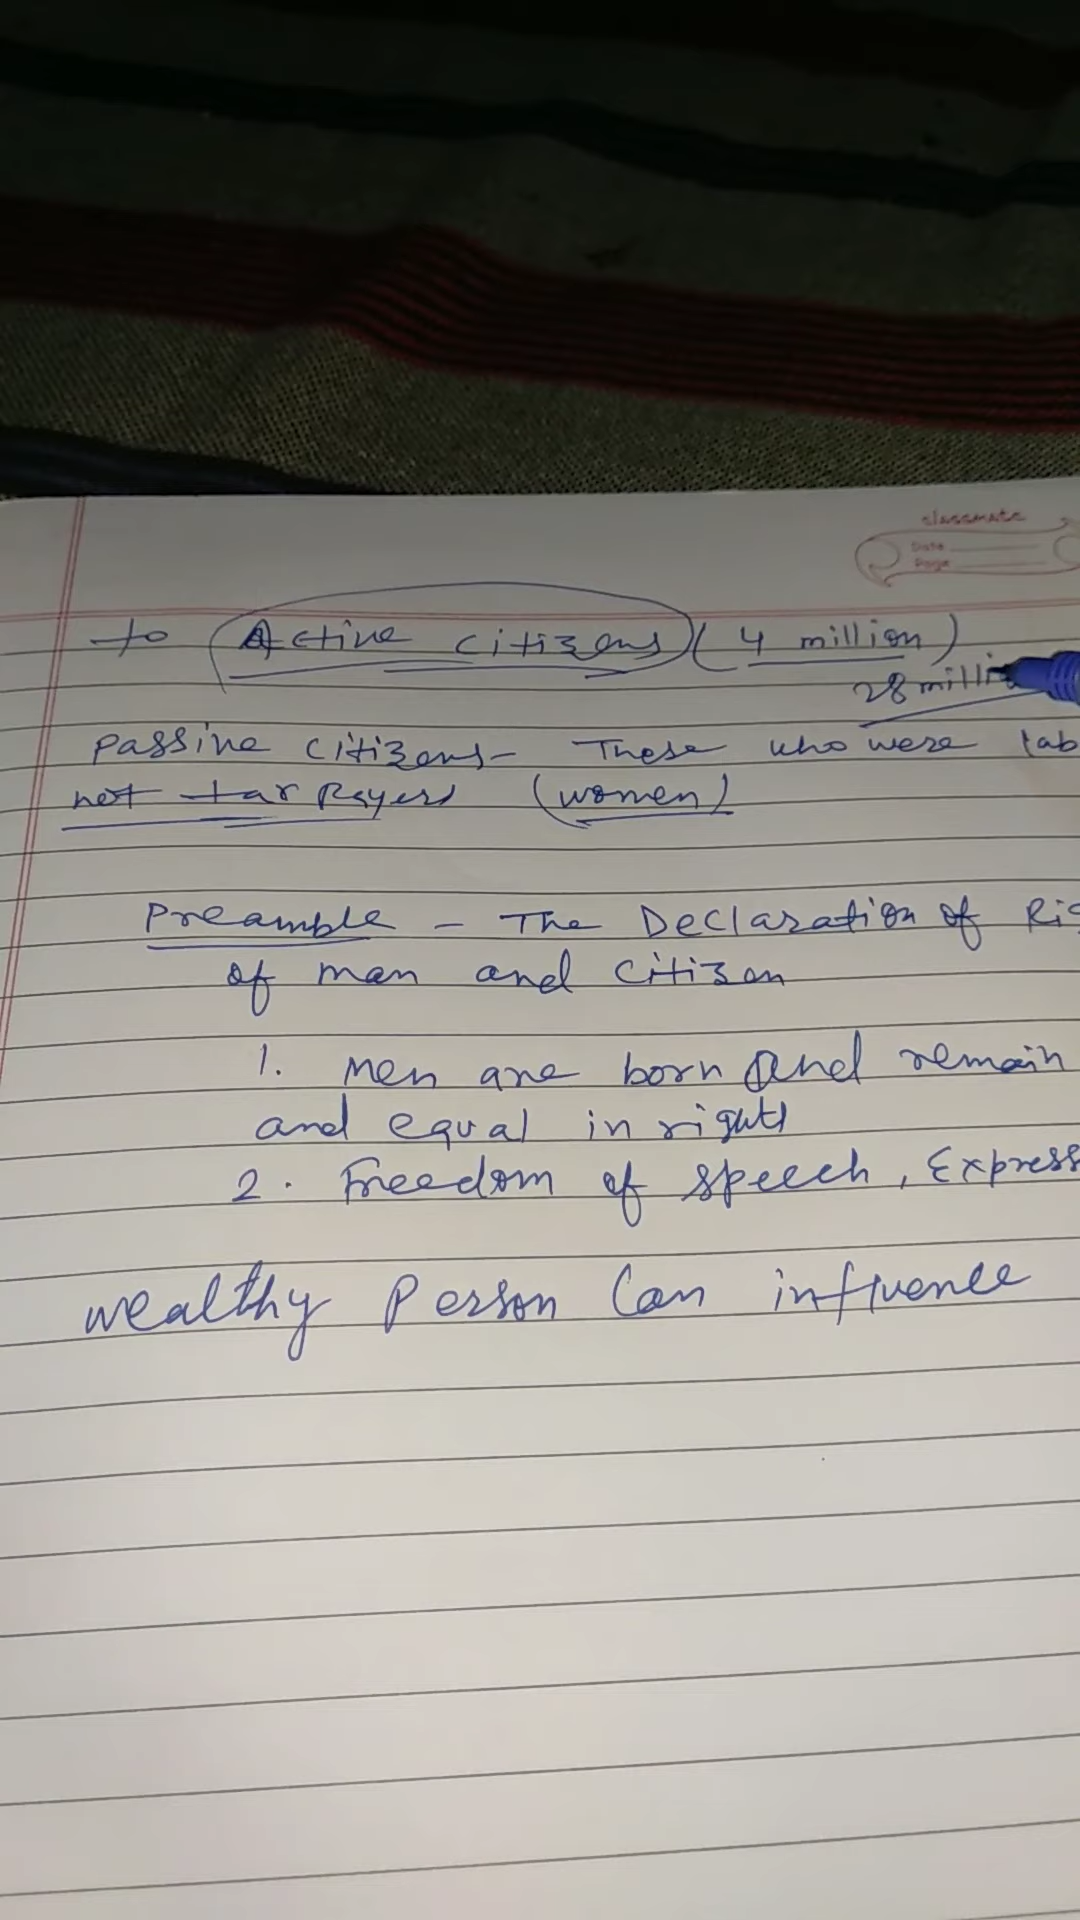 classmate
Date
Page
to Active citizens (4 million)
28 milli
Passive citizens- These who were lab
not tax Payers (women)
Preamble - The Declaration of Rig
of man and citizen
1. Men are born and remain
and equal in rights
2. Freedom of speech, Express
wealthy Person Can influence